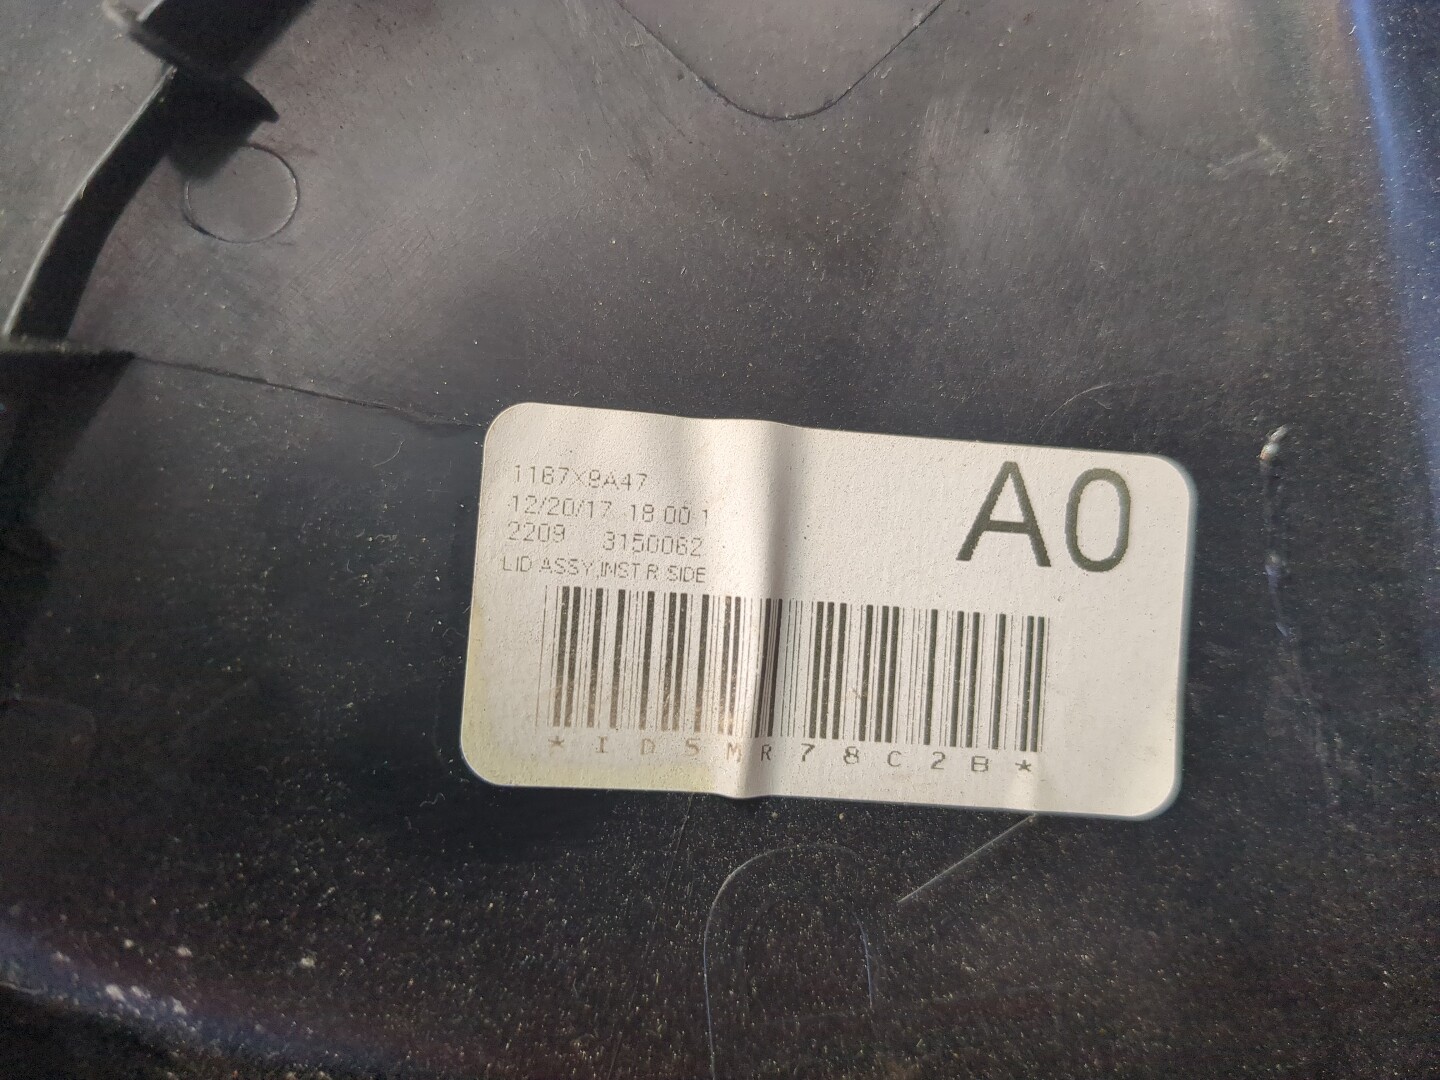 1167X9A47
12/20/17 18 00 1
A0
2209 3150062
LID ASSY,INST R SIDE
*ID5MR78C2B*